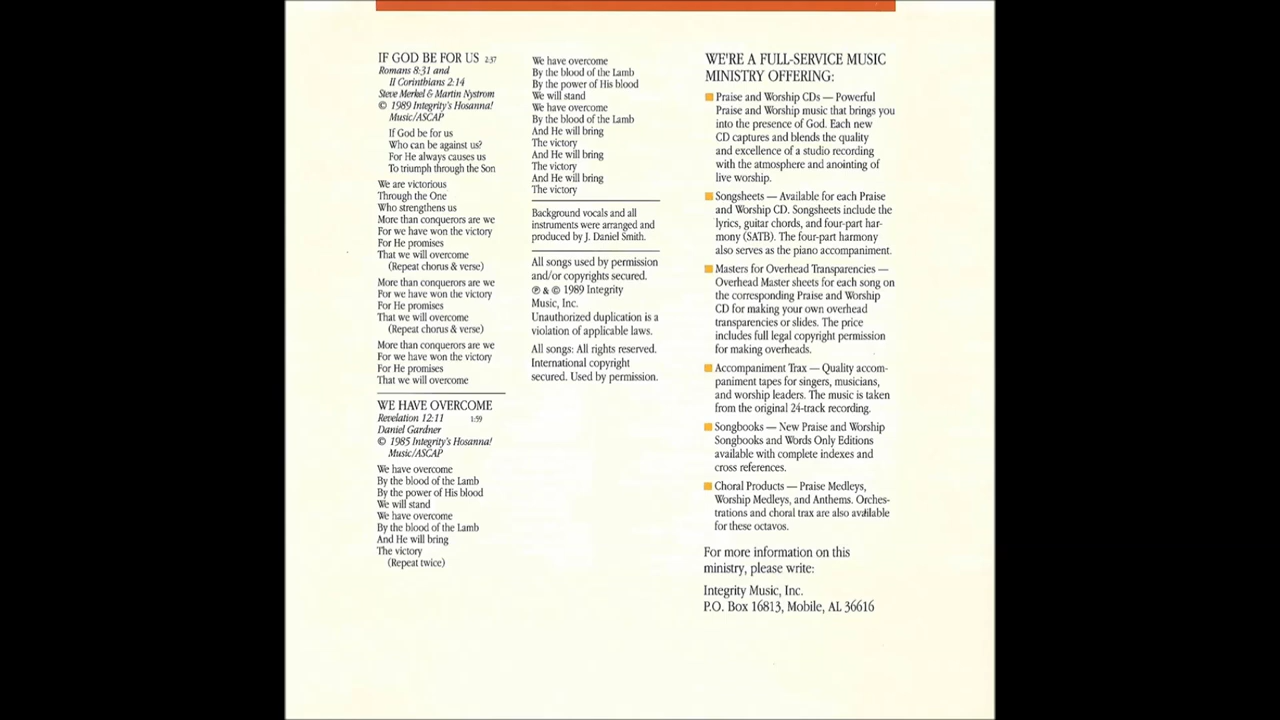 IF GOD BE FOR US 2:37
Romans 8:31 and
II Corinthians 2:14
Steve Merkel & Martin Nystrom
© 1989 Integrity's Hosanna!
Music/ASCAP
If God be for us
Who can be against us?
For He always causes us
To triumph through the Son
We are victorious
Through the One
Who strengthens us
More than conquerors are we
For we have won the victory
For He promises
That we will overcome
(Repeat chorus & verse)
More than conquerors are we
For we have won the victory
For He promises
That we will overcome
(Repeat chorus & verse)
More than conquerors are we
For we have won the victory
For He promises
That we will overcome
WE HAVE OVERCOME
Revelation 12:11 1:59
Daniel Gardner
© 1985 Integrity's Hosanna!
Music/ASCAP
We have overcome
By the blood of the Lamb
By the power of His blood
We will stand
We have overcome
By the blood of the Lamb
And He will bring
The victory
(Repeat twice)
We have overcome
By the blood of the Lamb
By the power of His blood
We will stand
We have overcome
By the blood of the Lamb
And He will bring
The victory
And He will bring
The victory
And He will bring
The victory
Background vocals and all
instruments were arranged and
produced by J. Daniel Smith.
All songs used by permission
and/or copyrights secured.
℗ & © 1989 Integrity
Music, Inc.
Unauthorized duplication is a
violation of applicable laws.
All songs: All rights reserved.
International copyright
secured. Used by permission.
WE'RE A FULL-SERVICE MUSIC
MINISTRY OFFERING:
Praise and Worship CDs — Powerful
Praise and Worship music that brings you
into the presence of God. Each new
CD captures and blends the quality
and excellence of a studio recording
with the atmosphere and anointing of
live worship.
Songsheets — Available for each Praise
and Worship CD. Songsheets include the
lyrics, guitar chords, and four-part har-
mony (SATB). The four-part harmony
also serves as the piano accompaniment.
Masters for Overhead Transparencies —
Overhead Master sheets for each song on
the corresponding Praise and Worship
CD for making your own overhead
transparencies or slides. The price
includes full legal copyright permission
for making overheads.
Accompaniment Trax — Quality accom-
paniment tapes for singers, musicians,
and worship leaders. The music is taken
from the original 24-track recording.
Songbooks — New Praise and Worship
Songbooks and Words Only Editions
available with complete indexes and
cross references.
Choral Products — Praise Medleys,
Worship Medleys, and Anthems. Orches-
trations and choral trax are also available
for these octavos.
For more information on this
ministry, please write:
Integrity Music, Inc.
P.O. Box 16813, Mobile, AL 36616